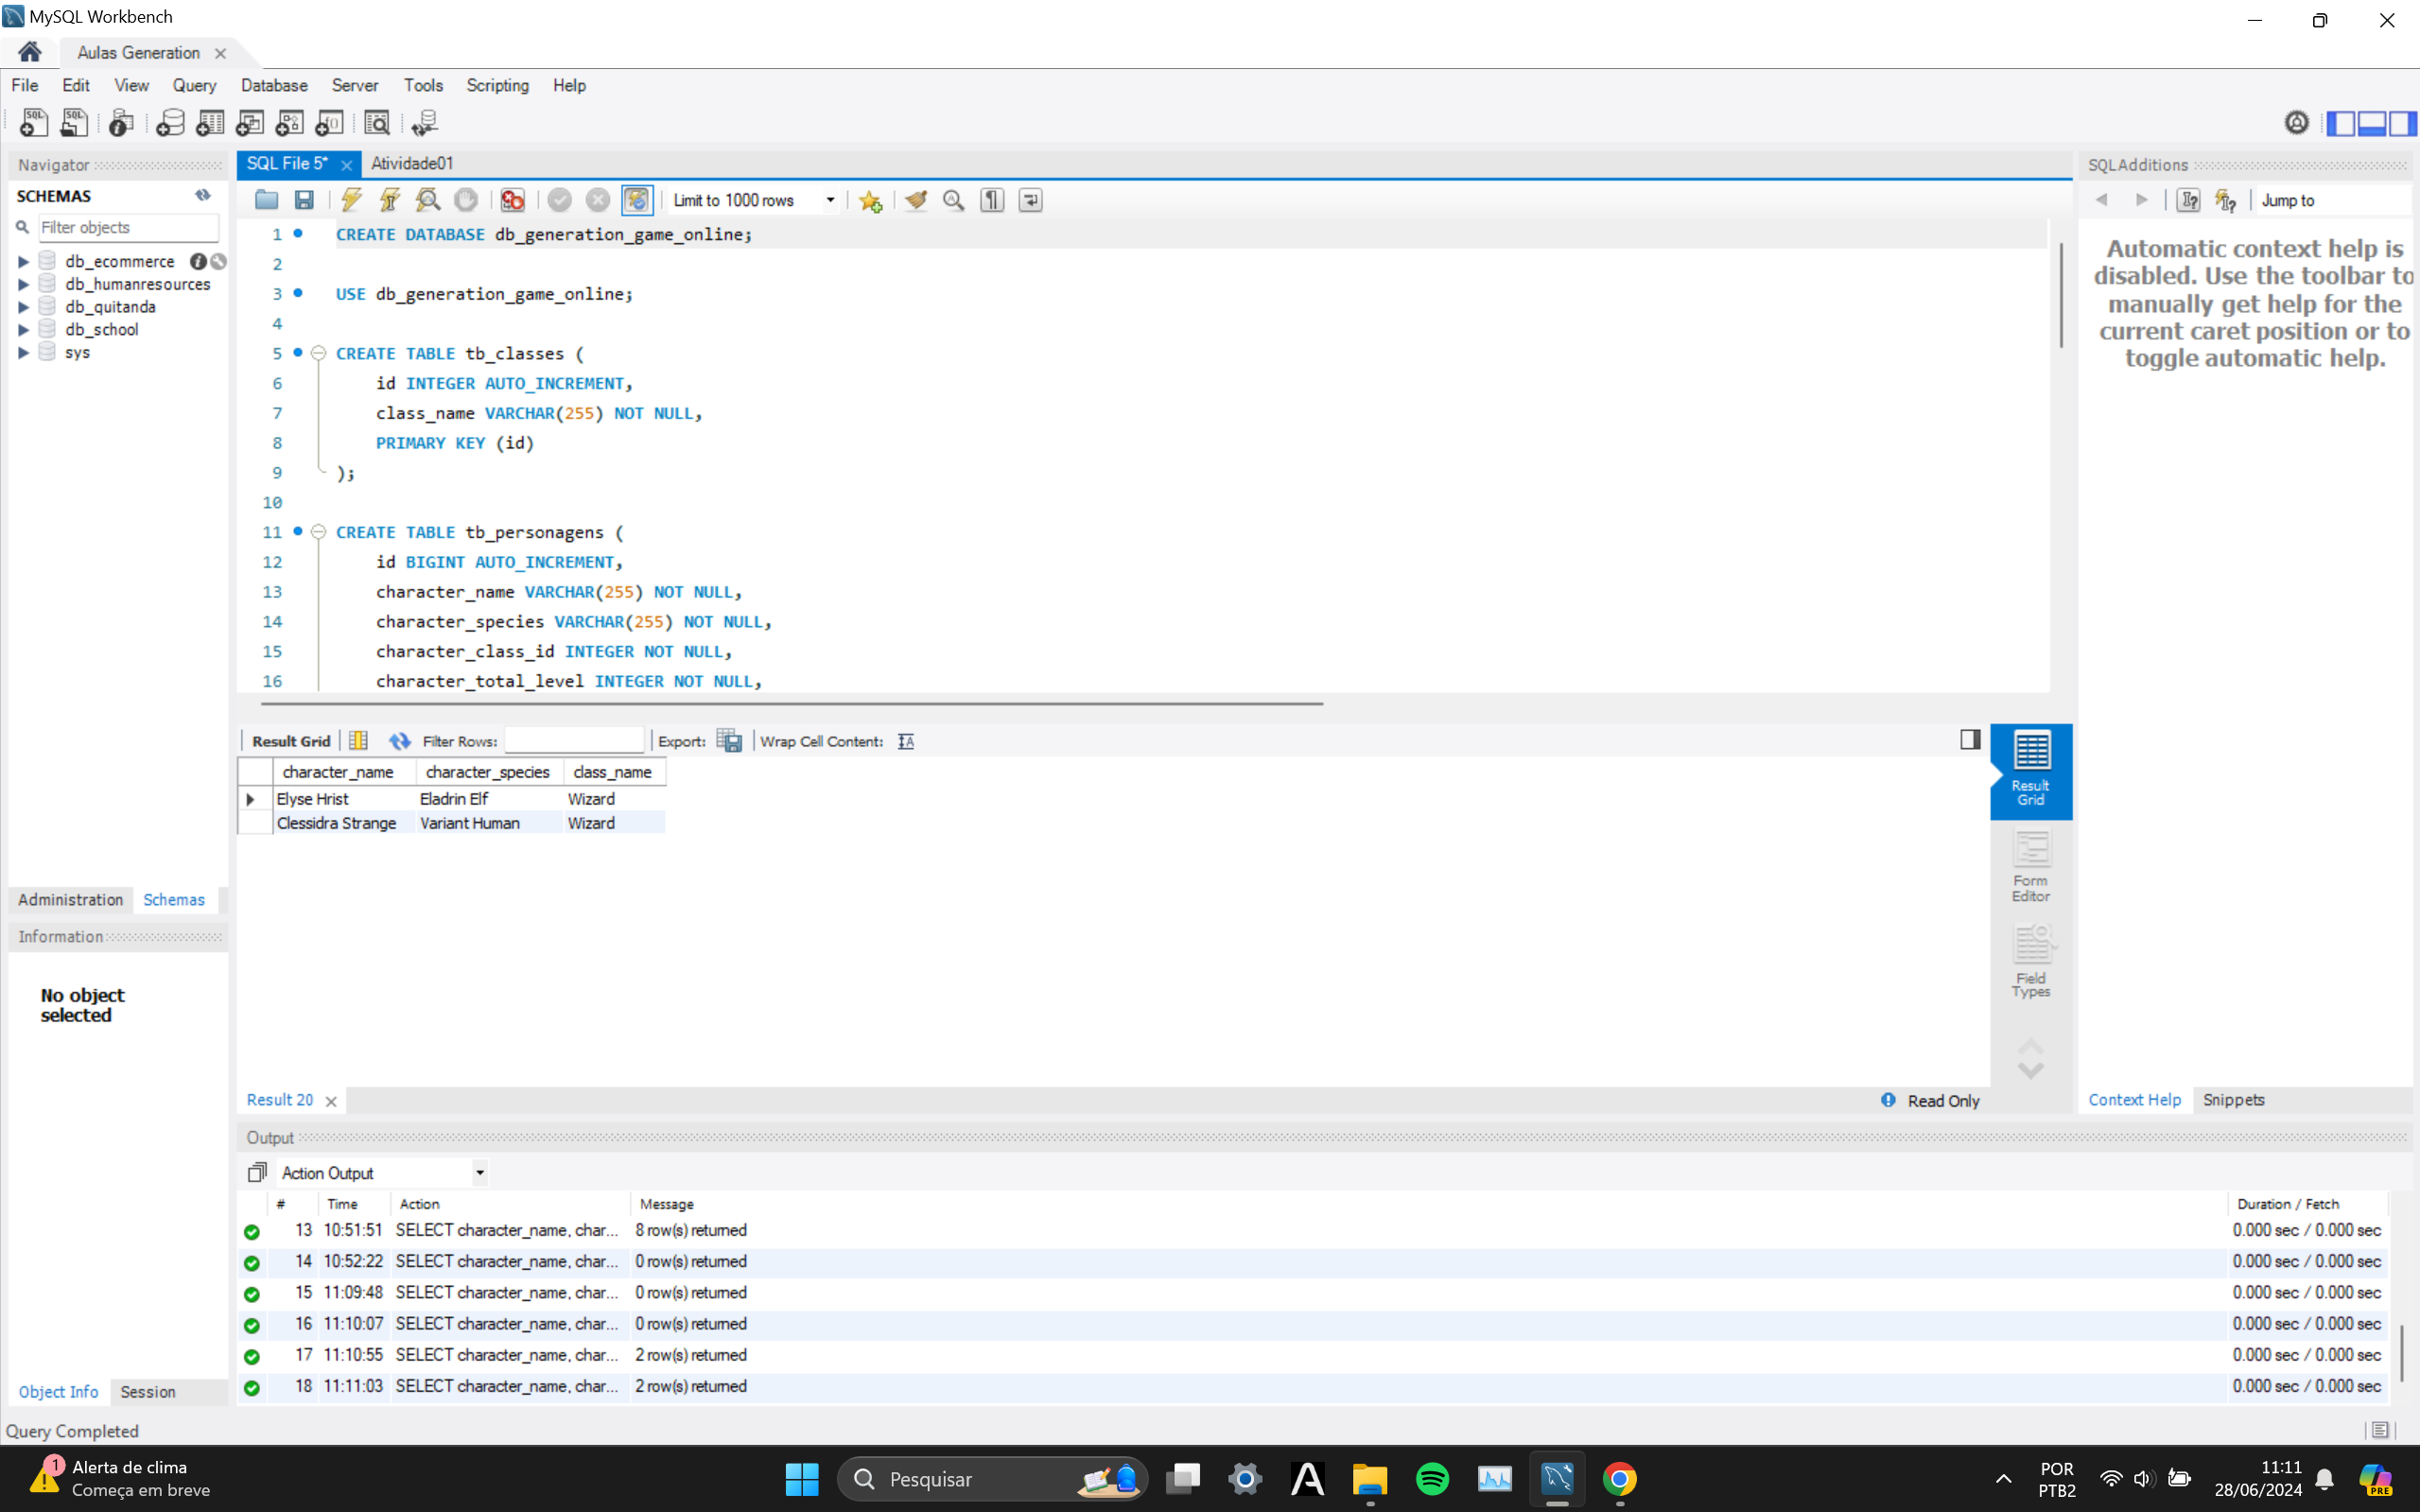 MySQL Workbench
Aulas Generation
File Edit View Query Database Server Tools Scripting Help
Navigator
SCHEMAS
Filter objects
db_ecommerce
db_humanresources
db_quitanda
db_school
sys
Administration Schemas
Information
No object
selected
Object Info Session
SQL File 5* Atividade01
Limit to 1000 rows
1 CREATE DATABASE db_generation_game_online;
2
3 USE db_generation_game_online;
4
5 CREATE TABLE tb_classes (
6 id INTEGER AUTO_INCREMENT,
7 class_name VARCHAR(255) NOT NULL,
8 PRIMARY KEY (id)
9 );
10
11 CREATE TABLE tb_personagens (
12 id BIGINT AUTO_INCREMENT,
13 character_name VARCHAR(255) NOT NULL,
14 character_species VARCHAR(255) NOT NULL,
15 character_class_id INTEGER NOT NULL,
16 character_total_level INTEGER NOT NULL,
Result Grid Filter Rows: Export: Wrap Cell Content:
character_name character_species class_name
Elyse Hrist Eladrin Elf Wizard
Clessidra Strange Variant Human Wizard
Result
Grid
Form
Editor
Field
Types
Result 20 Read Only
SQLAdditions
Jump to
Automatic context help is
disabled. Use the toolbar to
manually get help for the
current caret position or to
toggle automatic help.
Context Help Snippets
Output
Action Output
# Time Action Message Duration / Fetch
13 10:51:51 SELECT character_name, char... 8 row(s) returned 0.000 sec / 0.000 sec
14 10:52:22 SELECT character_name, char... 0 row(s) returned 0.000 sec / 0.000 sec
15 11:09:48 SELECT character_name, char... 0 row(s) returned 0.000 sec / 0.000 sec
16 11:10:07 SELECT character_name, char... 0 row(s) returned 0.000 sec / 0.000 sec
17 11:10:55 SELECT character_name, char... 2 row(s) returned 0.000 sec / 0.000 sec
18 11:11:03 SELECT character_name, char... 2 row(s) returned 0.000 sec / 0.000 sec
Query Completed
1
Alerta de clima
Começa em breve
Pesquisar
POR
PTB2
11:11
28/06/2024
PRE